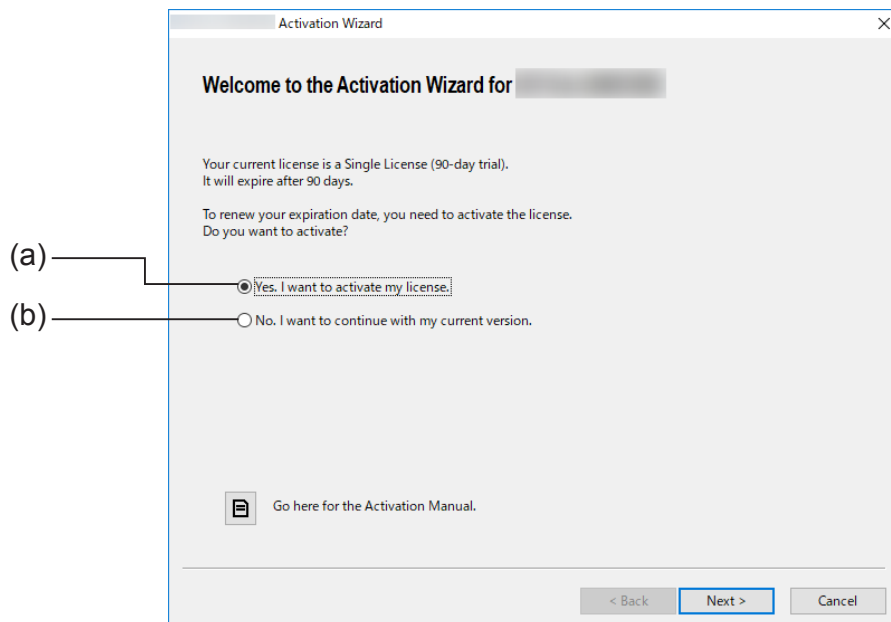 Activation Wizard
Welcome to the Activation Wizard for
Your current license is a Single License (90-day trial).
It will expire after 90 days.
To renew your expiration date, you need to activate the license.
Do you want to activate?
(a)
Yes. I want to activate my license.
(b)
No. I want to continue with my current version.
Go here for the Activation Manual.
< Back
Next >
Cancel